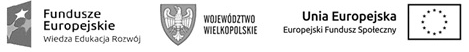 Fundusze
Europejskie
Wiedza Edukacja Rozwój
WOJEWÓDZTWO
WIELKOPOLSKIE
Unia Europejska
Europejski Fundusz Społeczny